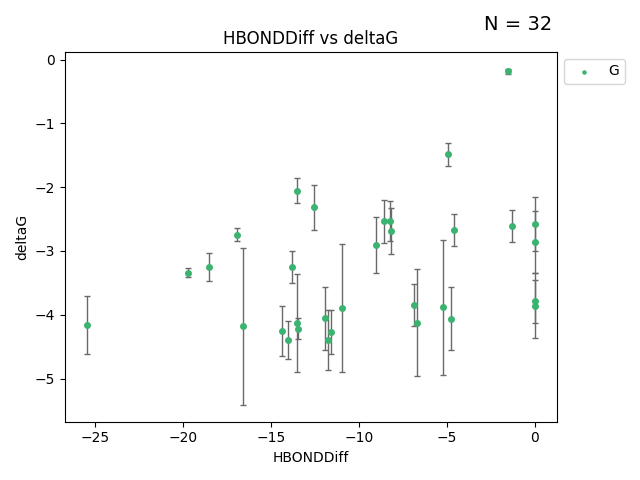 N = 32
HBONDDiff vs deltaG
G
0
−1
−2
−3
−4
−5
deltaG
−25 −20 −15 −10 −5 0
HBONDDiff